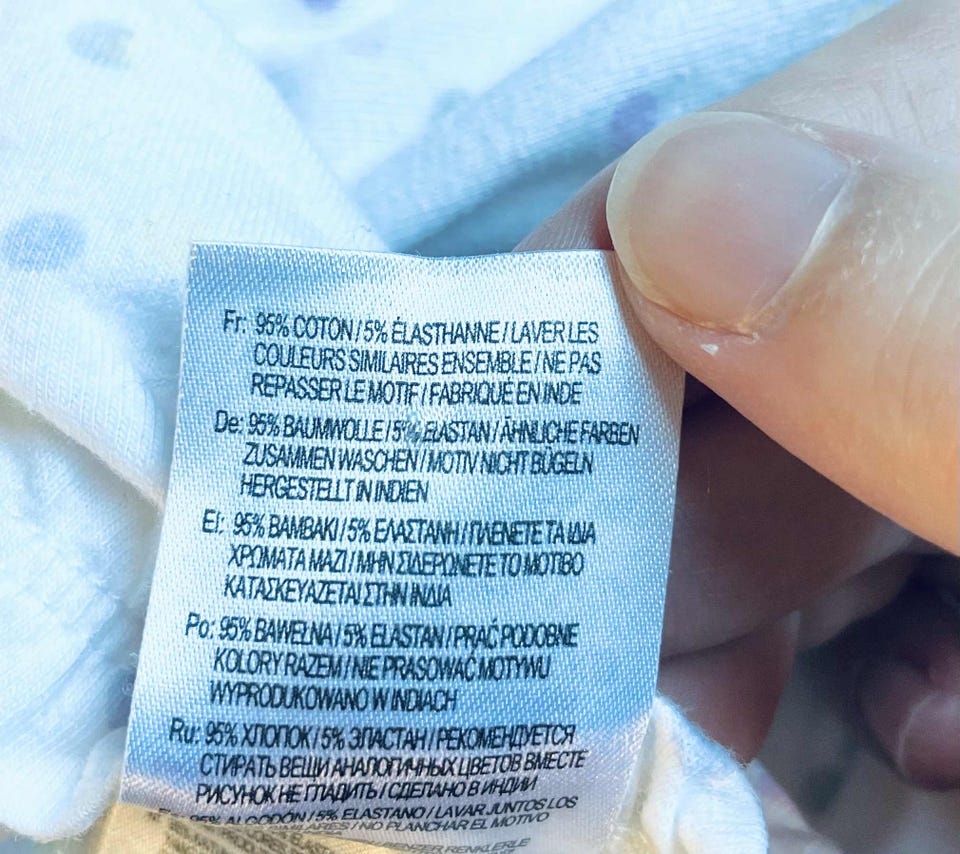 Fr: 95% COTON / 5% ÉLASTHANNE / LAVER LES
COULEURS SIMILAIRES ENSEMBLE / NE PAS
REPASSER LE MOTIF / FABRIQUÉ EN INDE
De: 95% BAUMWOLLE / 5% ELASTAN / ÄHNLICHE FARBEN
ZUSAMMEN WASCHEN / MOTIV NICHT BÜGELN
HERGESTELLT IN INDIEN
El: 95% ΒΑΜΒΑΚΙ / 5% ΕΛΑΣΤΑΝΗ / ΠΛΕΝΕΤΕ ΤΑ ΙΔΙΑ
ΧΡΩΜΑΤΑ ΜΑΖΙ / ΜΗΝ ΣΙΔΕΡΩΝΕΤΕ ΤΟ ΜΟΤΙΒΟ
ΚΑΤΑΣΚΕΥΑΖΕΤΑΙ ΣΤΗΝ ΙΝΔΙΑ
Po: 95% BAWEŁNA / 5% ELASTAN / PRAĆ PODOBNE
KOLORY RAZEM / NIE PRASOWAĆ MOTYWU
WYPRODUKOWANO W INDIACH
Ru: 95% ХЛОПОК / 5% ЭЛАСТАН / РЕКОМЕНДУЕТСЯ
СТИРАТЬ ВЕЩИ АНАЛОГИЧНЫХ ЦВЕТОВ ВМЕСТЕ
РИСУНОК НЕ ГЛАДИТЬ / СДЕЛАНО В ИНДИИ
95% ALGODÓN / 5% ELASTANO / LAVAR JUNTOS LOS
SIMILARES / NO PLANCHAR EL MOTIVO
RENKLERLE